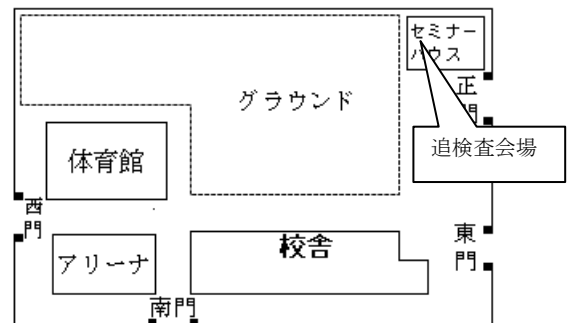 セミナー
ハウス
正
門
グラウンド
追検査会場
体育館
西
門
東
門
校舎
アリーナ
南門